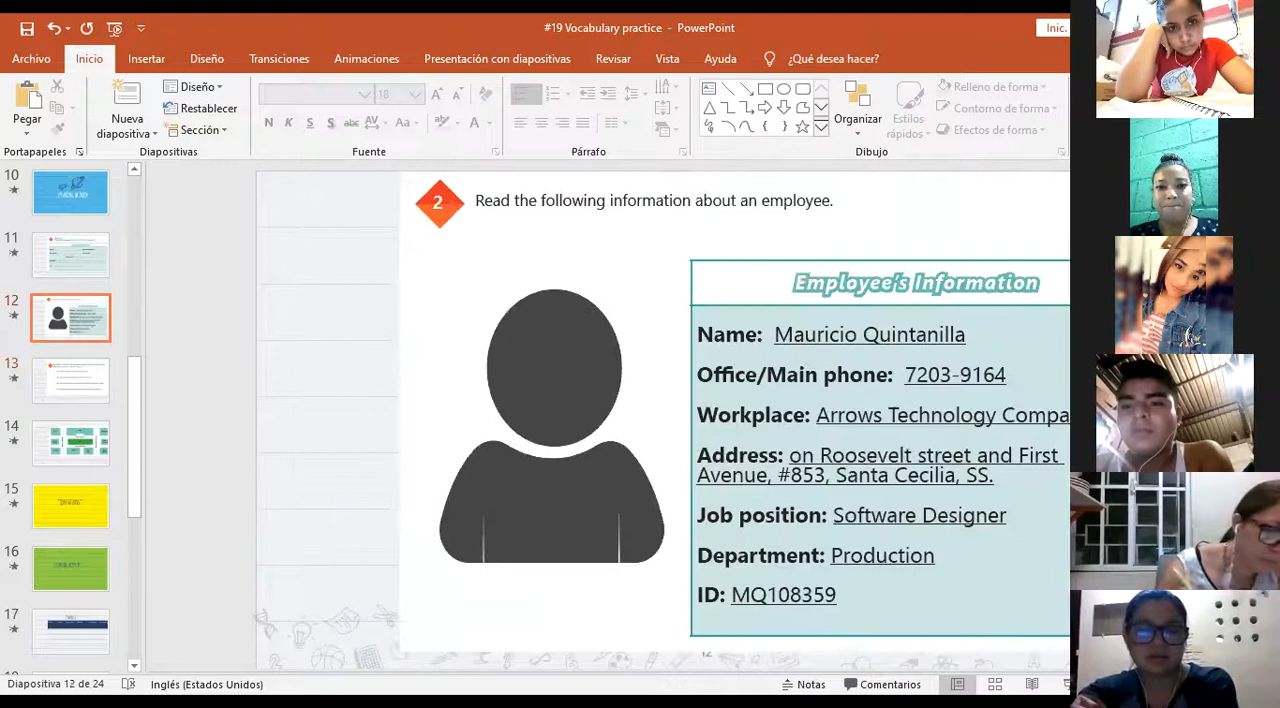 #19 Vocabulary practice - PowerPoint
Inic.
Archivo Inicio Insertar Diseño Transiciones Animaciones Presentación con diapositivas Revisar Vista Ayuda ¿Qué desea hacer?
Pegar
Portapapeles
Nueva
diapositiva
Diseño
Restablecer
Sección
Diapositivas
18
N K S S abc AV Aa A
Fuente
Párrafo
Organizar
Estilos
rápidos
Relleno de forma
Contorno de forma
Efectos de forma
Dibujo
10
11
12
13
14
15
16
17
2
Read the following information about an employee.
Employee's Information
Name: Mauricio Quintanilla
Office/Main phone: 7203-9164
Workplace: Arrows Technology Compa
Address: on Roosevelt street and First
Avenue, #853, Santa Cecilia, SS.
Job position: Software Designer
Department: Production
ID: MQ108359
12
Diapositiva 12 de 24 Inglés (Estados Unidos) Notas Comentarios